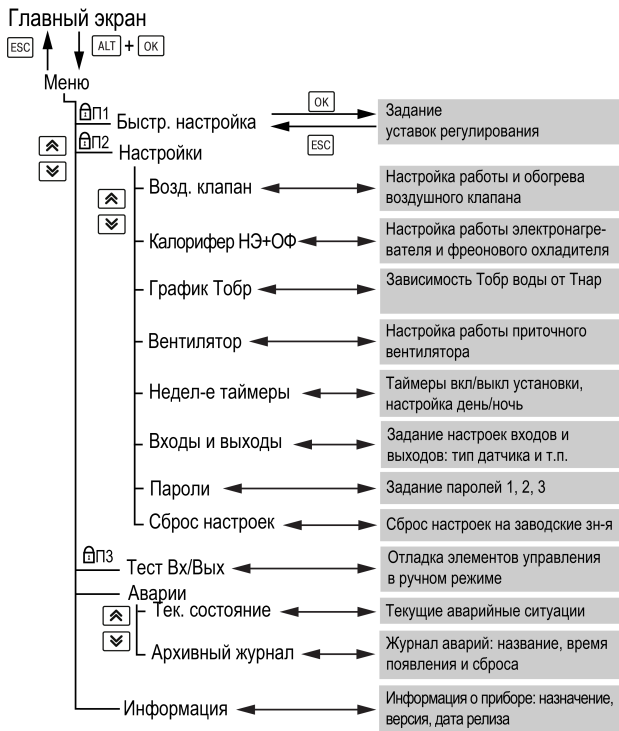 Главный экран
ESC ALT + OK
Меню
П1 Быстр. настройка OK ESC
Задание
уставок регулирования
П2 Настройки
Возд. клапан
Настройка работы и обогрева
воздушного клапана
Калорифер НЭ+ОФ
Настройка работы электронагре-
вателя и фреонового охладителя
График Тобр
Зависимость Тобр воды от Тнар
Вентилятор
Настройка работы приточного
вентилятора
Недел-е таймеры
Таймеры вкл/выкл установки,
настройка день/ночь
Входы и выходы
Задание настроек входов и
выходов: тип датчика и т.п.
Пароли
Задание паролей 1, 2, 3
Сброс настроек
Сброс настроек на заводские зн-я
П3 Тест Вх/Вых
Отладка элементов управления
в ручном режиме
Аварии
Тек. состояние
Текущие аварийные ситуации
Архивный журнал
Журнал аварий: название, время
появления и сброса
Информация
Информация о приборе: назначение,
версия, дата релиза